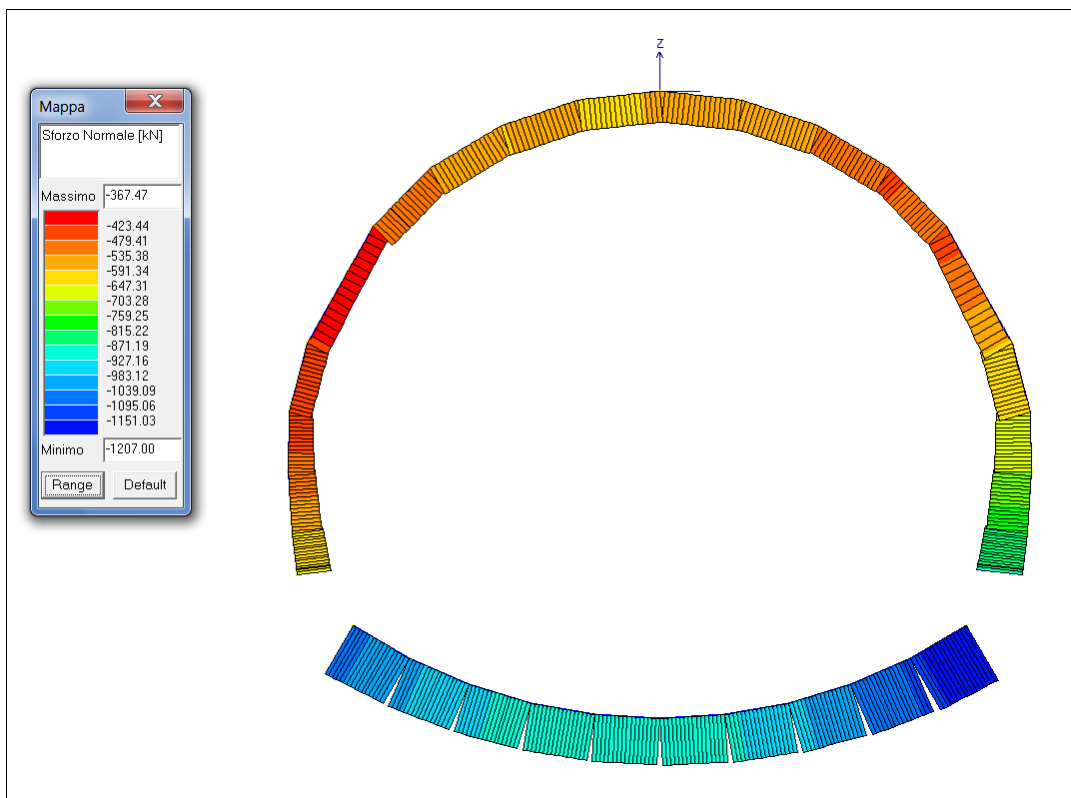 Z
Mappa
Sforzo Normale [kN]
Massimo -367.47
-423.44
-479.41
-535.38
-591.34
-647.31
-703.28
-759.25
-815.22
-871.19
-927.16
-983.12
-1039.09
-1095.06
-1151.03
Minimo -1207.00
Range Default